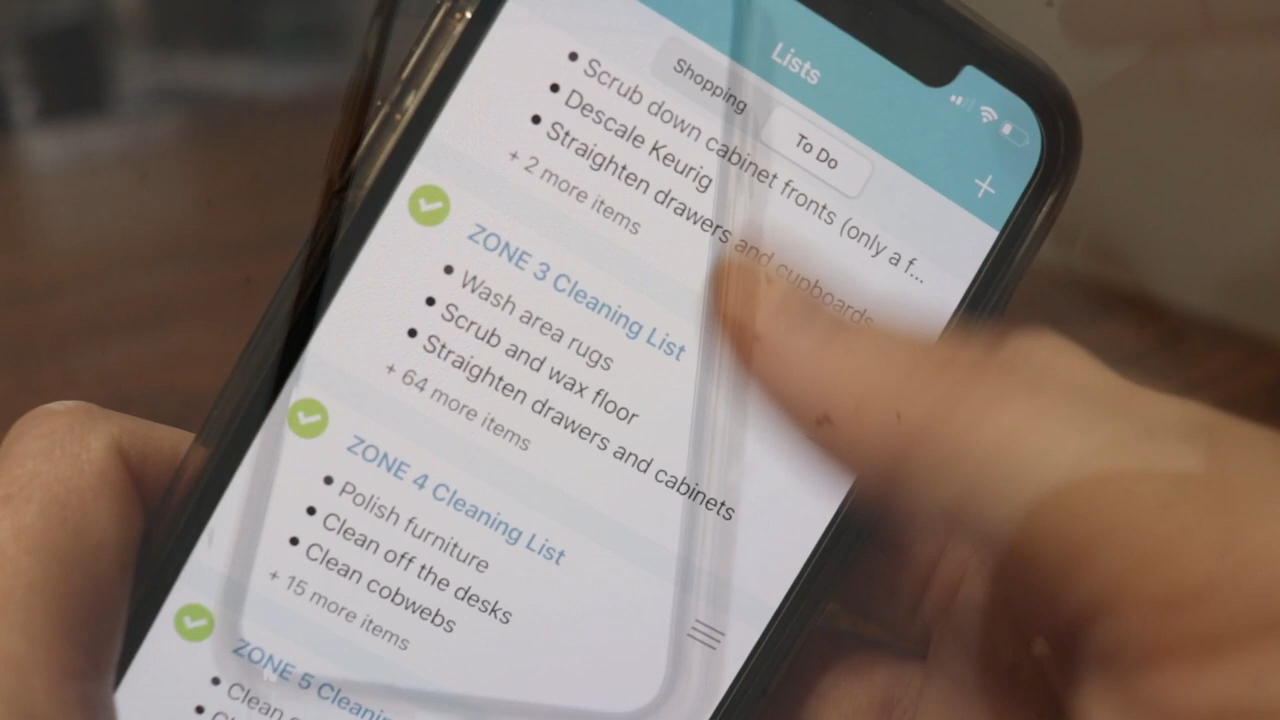 Lists
Shopping
To Do
+
Scrub down cabinet fronts (only a f...
Descale Keurig
Straighten drawers and cupboards
+ 2 more items
ZONE 3 Cleaning List
Wash area rugs
Scrub and wax floor
Straighten drawers and cabinets
+ 64 more items
ZONE 4 Cleaning List
Polish furniture
Clean off the desks
Clean cobwebs
+ 15 more items
ZONE 5
Clean